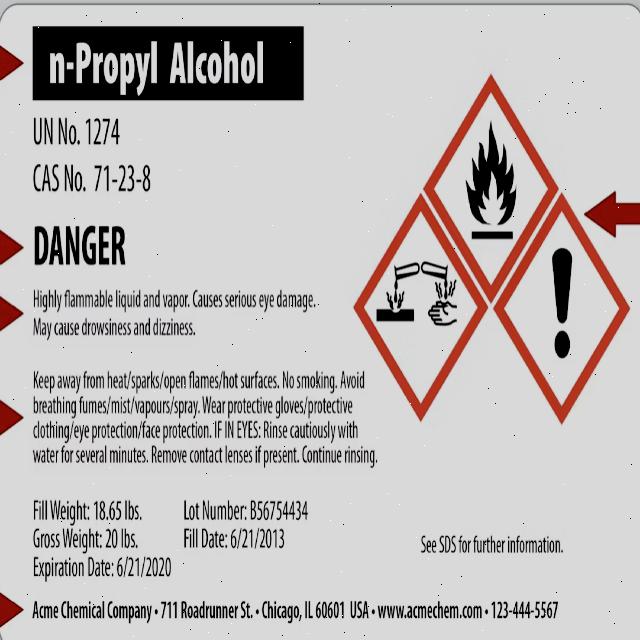 n-Propyl Alcohol
UN No. 1274
CAS No. 71-23-8
DANGER
Highly flammable liquid and vapor. Causes serious eye damage.
May cause drowsiness and dizziness.
Keep away from heat/sparks/open flames/hot surfaces. No smoking. Avoid
breathing fumes/mist/vapours/spray. Wear protective gloves/protective
clothing/eye protection/face protection. IF IN EYES: Rinse cautiously with
water for several minutes. Remove contact lenses if present. Continue rinsing.
Fill Weight: 18.65 lbs. Lot Number: B56754434
Gross Weight: 20 lbs. Fill Date: 6/21/2013
Expiration Date: 6/21/2020
See SDS for further information.
Acme Chemical Company • 711 Roadrunner St. • Chicago, IL 60601 USA • www.acmechem.com • 123-444-5567